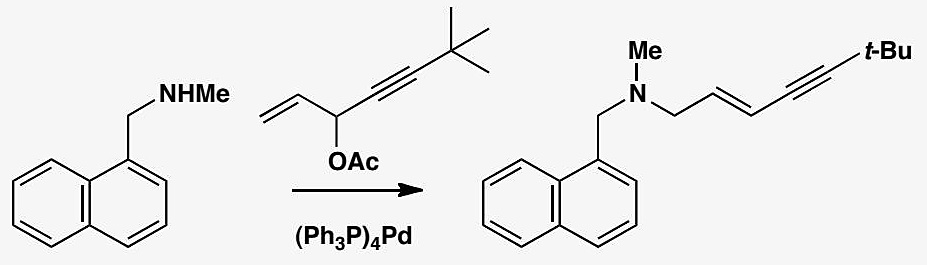 NHMe
OAc
(Ph3P)4Pd
Me
N
t-Bu